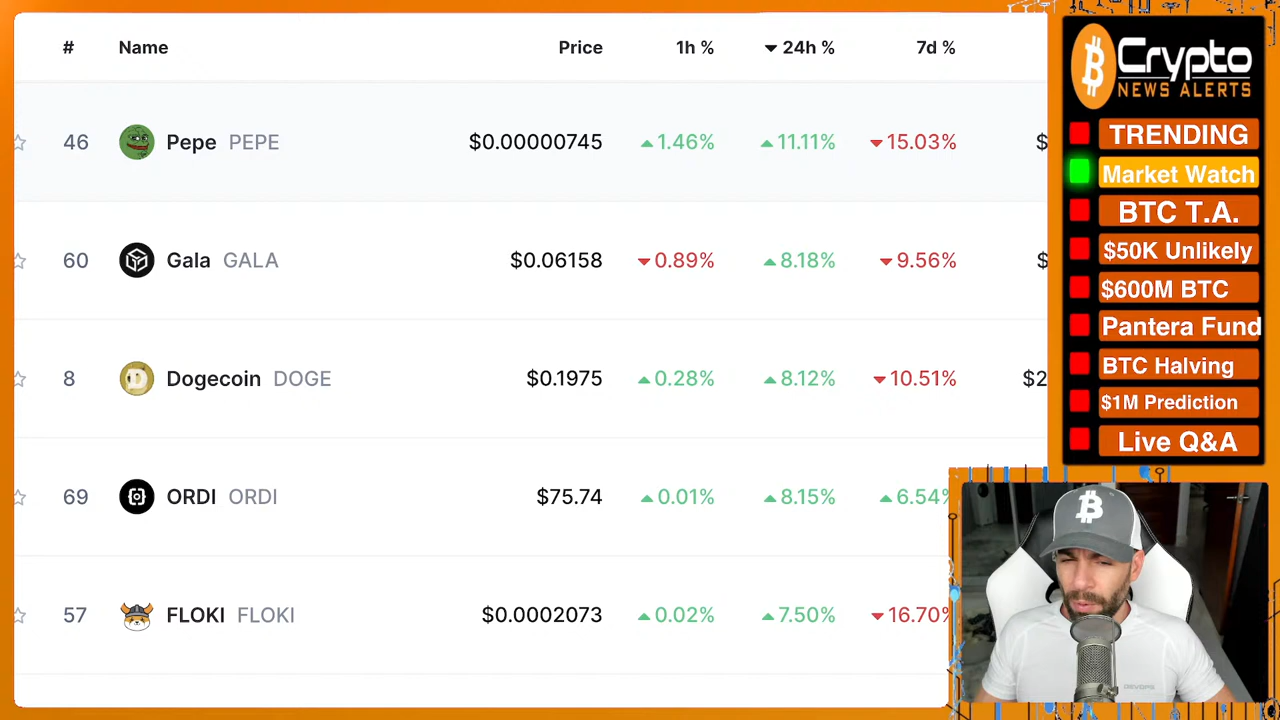 # Name Price 1h % 24h % 7d %
46 Pepe PEPE $0.00000745 1.46% 11.11% 15.03% $
60 Gala GALA $0.06158 0.89% 8.18% 9.56% $
8 Dogecoin DOGE $0.1975 0.28% 8.12% 10.51% $2
69 ORDI ORDI $75.74 0.01% 8.15% 6.54%
57 FLOKI FLOKI $0.0002073 0.02% 7.50% 16.70%
Crypto
NEWS ALERTS
TRENDING
Market Watch
BTC T.A.
$50K Unlikely
$600M BTC
Pantera Fund
BTC Halving
$1M Prediction
Live Q&A
DEVOPS